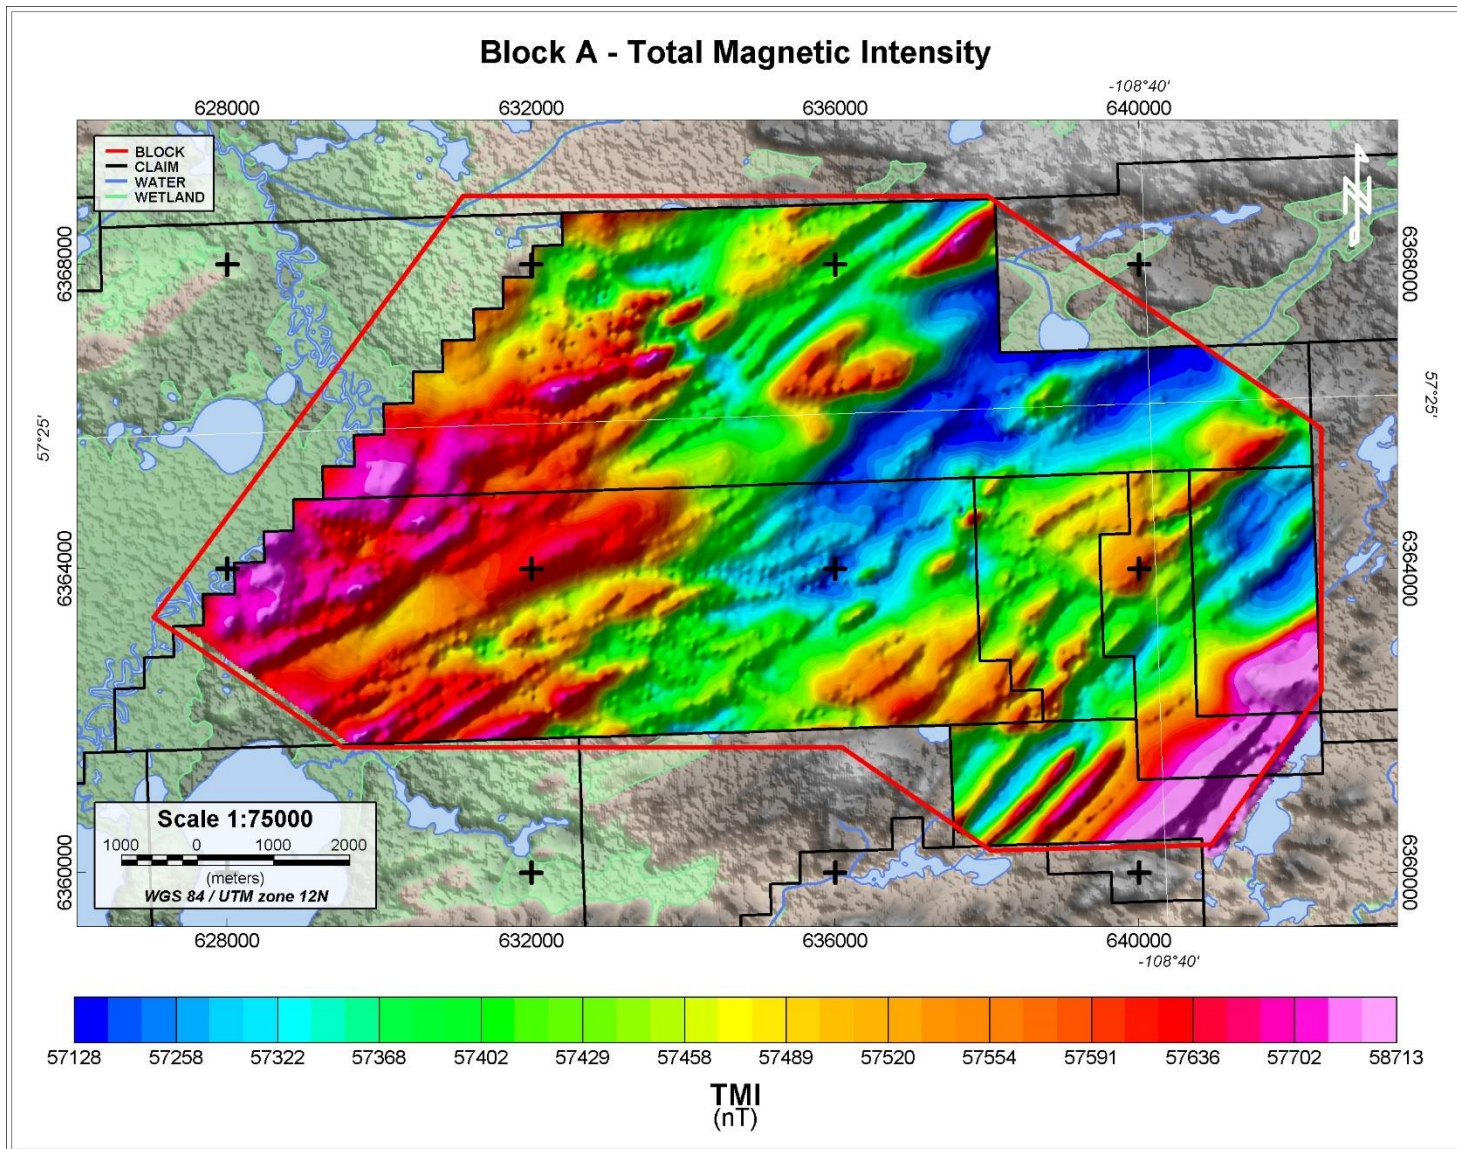 Block A - Total Magnetic Intensity
-108°40'
628000 632000 636000 640000
BLOCK
CLAIM
WATER
WETLAND
6368000 6368000
57°25' 57°25'
6364000 6364000
6360000 6360000
Scale 1:75000
1000 0 1000 2000
(meters)
WGS 84 / UTM zone 12N
628000 632000 636000 640000
-108°40'
57128 57258 57322 57368 57402 57429 57458 57489 57520 57554 57591 57636 57702 58713
TMI
(nT)